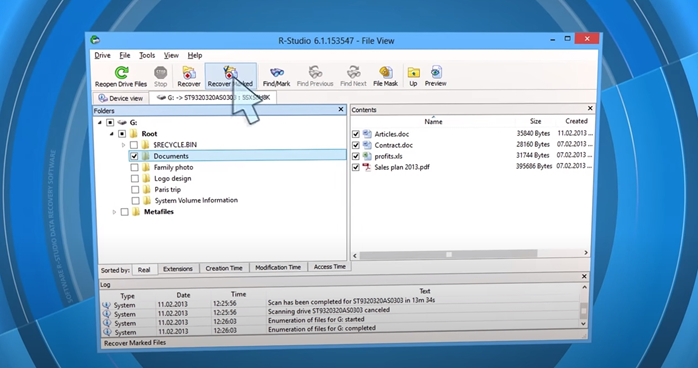 R-Studio 6.1.153547 - File View
Drive File Tools View Help
Reopen Drive Files Stop Recover Recover Marked Find/Mark Find Previous Find Next File Mask Up Preview
Device view G: -> ST9320320AS0303 :
Folders
G:
Root
$RECYCLE.BIN
Documents
Family photo
Logo design
Paris trip
System Volume Information
Metafiles
Contents
Name Size Created
Articles.doc 35840 Bytes 11.02.2013 ...
Contract.doc 28160 Bytes 07.02.2013 ...
profits.xls 31744 Bytes 07.02.2013 ...
Sales plan 2013.pdf 395686 Bytes 07.02.2013 ...
Sorted by: Real Extensions Creation Time Modification Time Access Time
Log
Type Date Time Text
System 11.02.2013 12:25:56 Scan has been completed for ST9320320AS0303 in 13m 34s
System 11.02.2013 12:25:56 Scanning drive ST9320320AS0303 canceled
System 11.02.2013 12:26:03 Enumeration of files for G: started
System 11.02.2013 12:26:03 Enumeration of files for G: completed
Recover Marked Files
SOFTWARE R-STUDIO DATA RECOVERY SOFTWARE